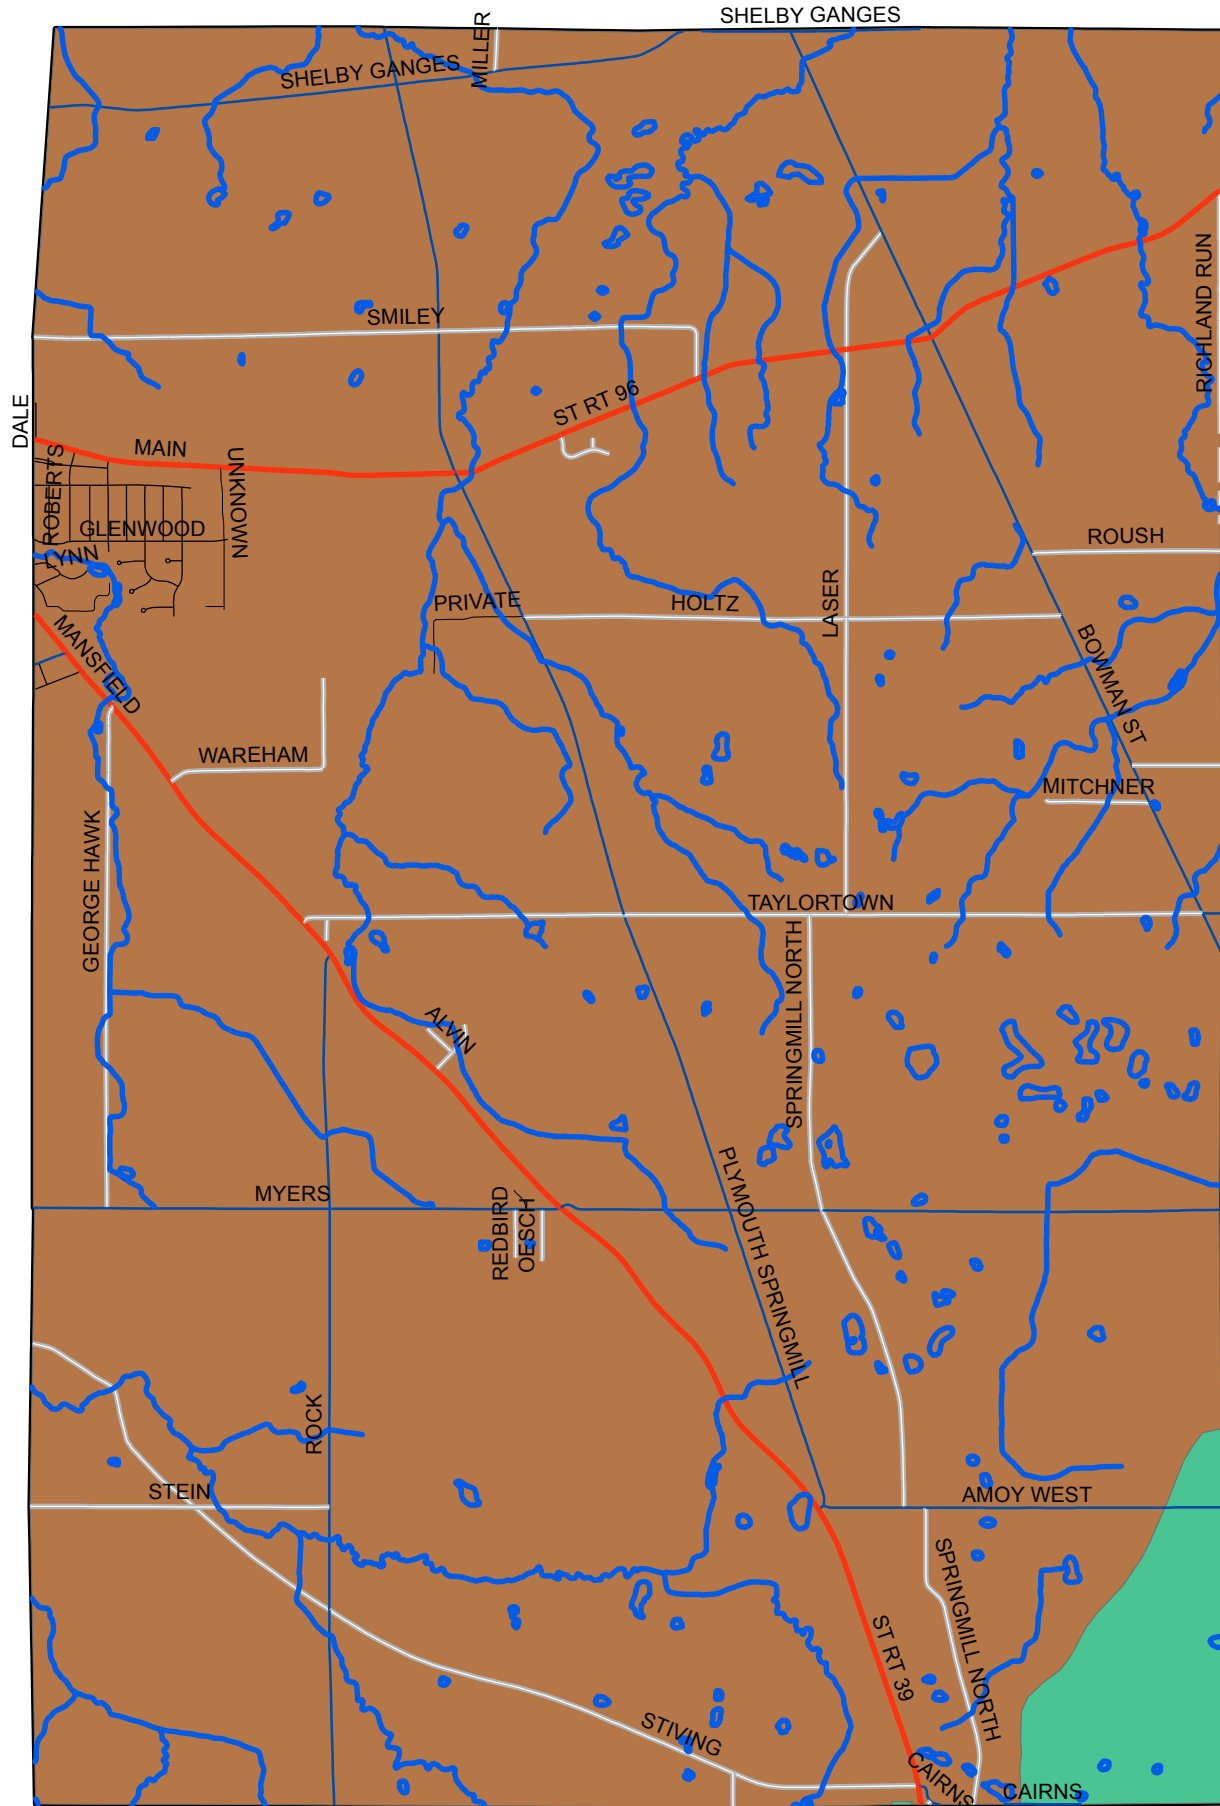 SHELBY GANGES
MILLER
SHELBY GANGES
RICHLAND RUN
SMILEY
DALE
ST RT 96
MAIN
ROBERTS
UNKNOWN
GLENWOOD
LYNN
ROUSH
PRIVATE
HOLTZ
LASER
MANSFIELD
BOWMAN ST
WAREHAM
MITCHNER
GEORGE HAWK
TAYLORTOWN
SPRINGMILL NORTH
ALVIN
PLYMOUTH SPRINGMILL
MYERS
REDBIRD
OESCH
ROCK
STEIN
AMOY WEST
SPRINGMILL NORTH
ST RT 39
STIVING
CAIRNS
CAIRNS